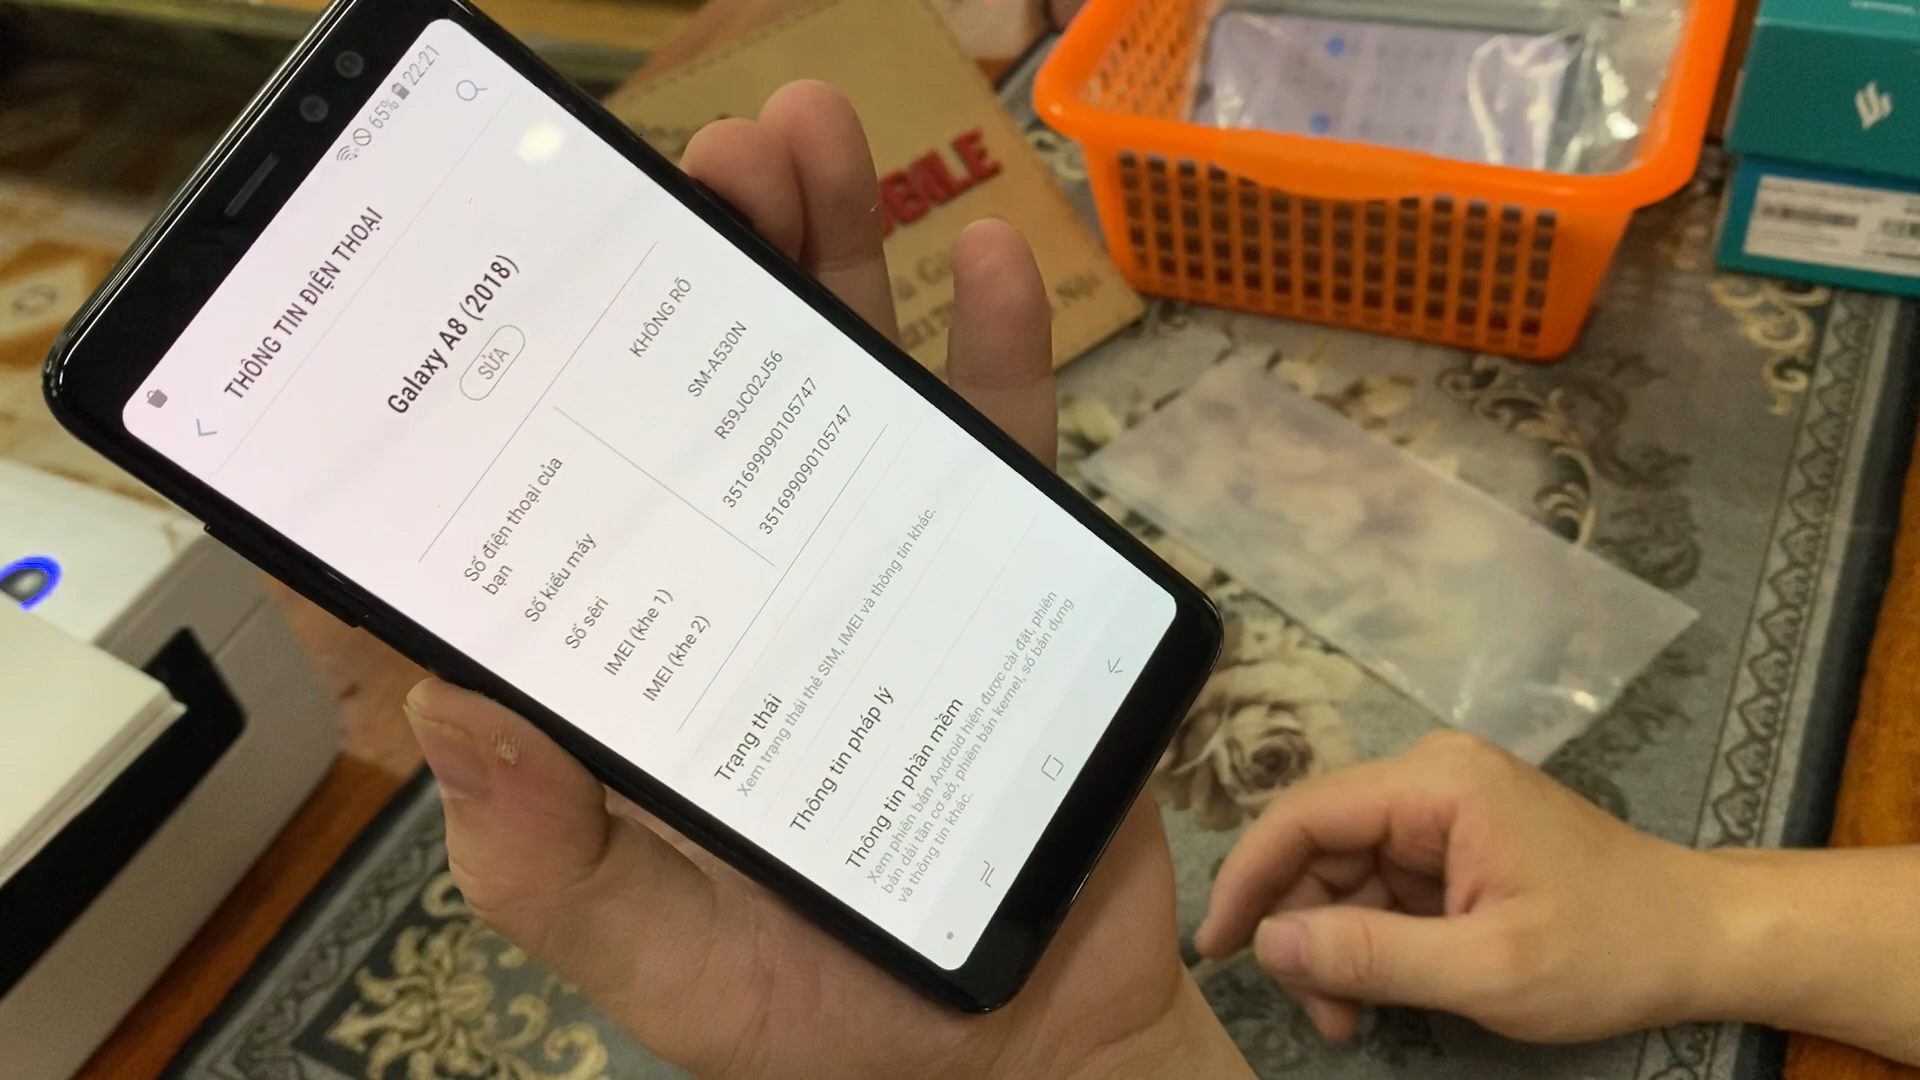 65% 22:21
THÔNG TIN ĐIỆN THOẠI
Galaxy A8 (2018)
SỬA
Số điện thoại của
bạn
KHÔNG RÕ
Số kiểu máy
SM-A530N
Số sêri
R59JC02J56
IMEI (khe 1)
351699090105747
IMEI (khe 2)
351699090105747
Trạng thái
Xem trạng thái thẻ SIM, IMEI và thông tin khác.
Thông tin pháp lý
Thông tin phần mềm
Xem phiên bản Android hiện được cài đặt, phiên
bản dải tần cơ sở, phiên bản kernel, số bản dựng
và thông tin khác.